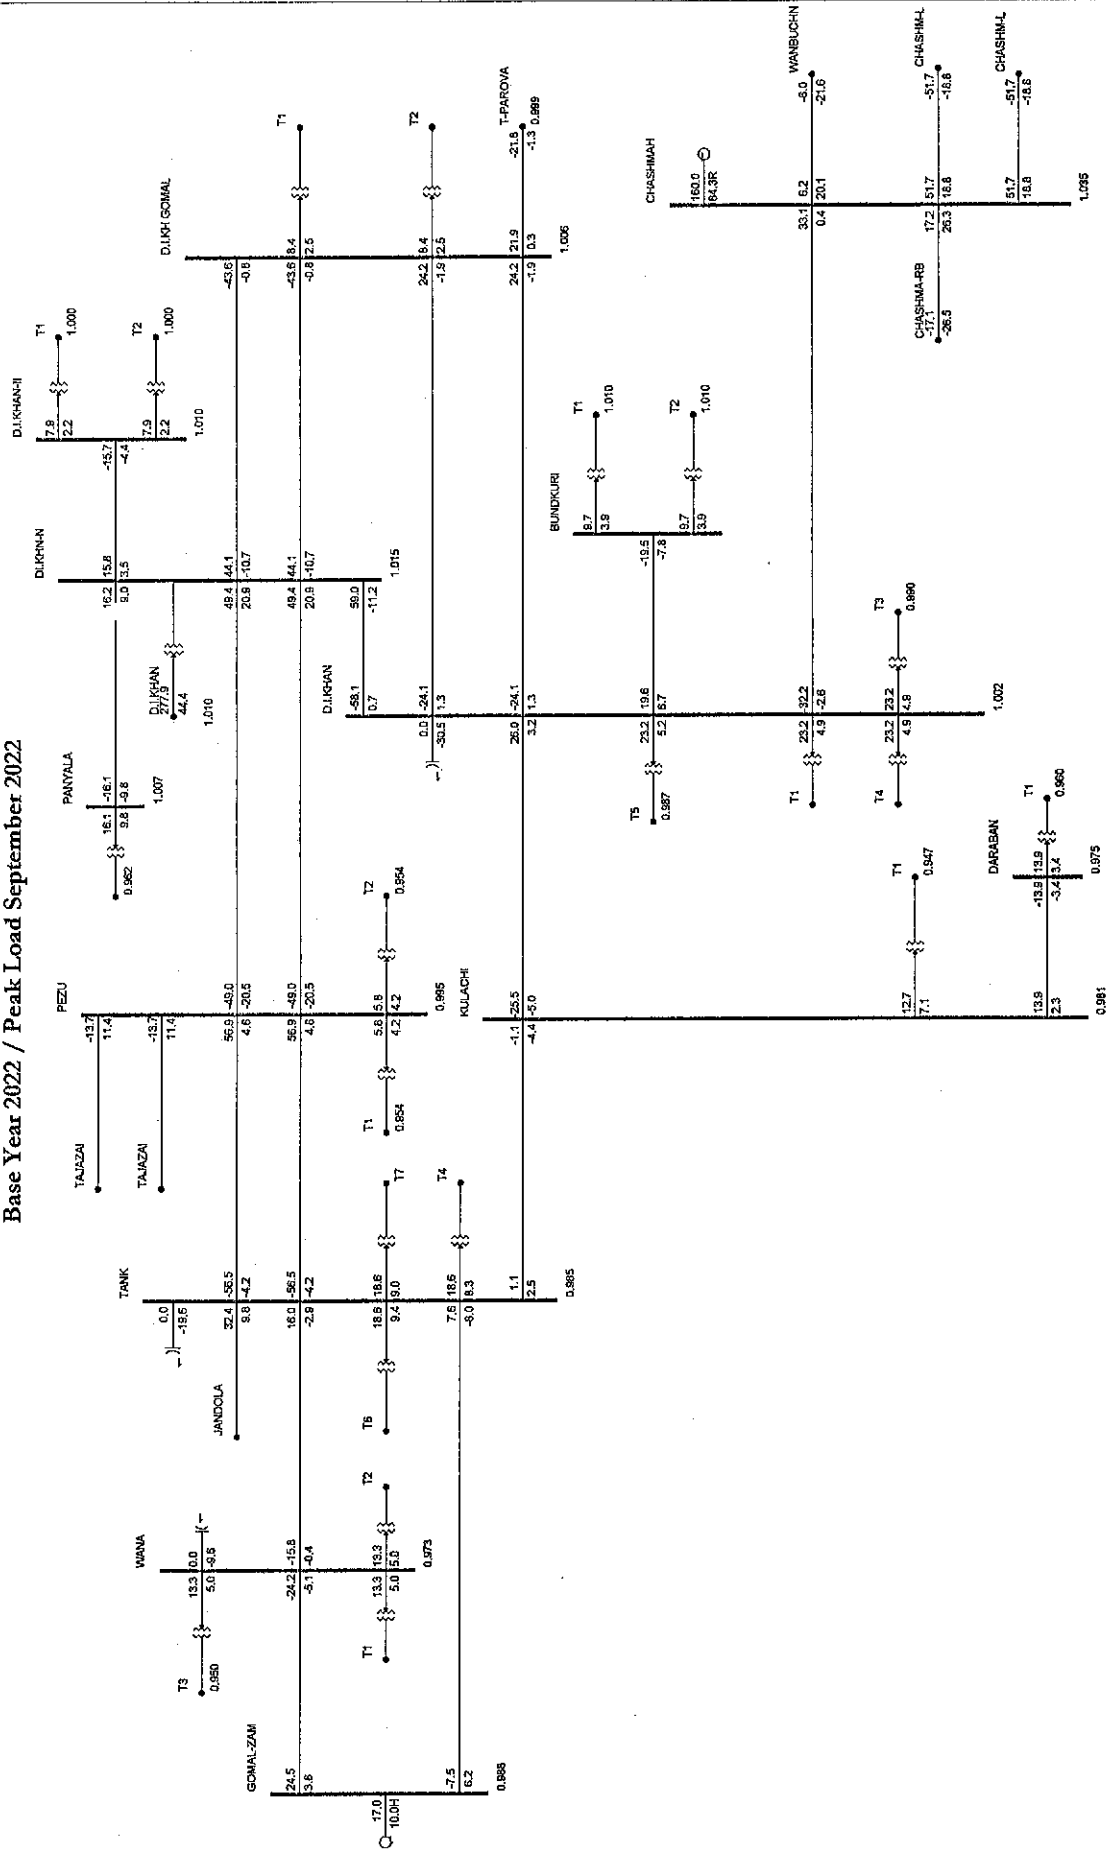 Base Year 2022 / Peak Load September 2022
GOMAL-ZAM
17.0
10.0H
24.5
3.6
-7.5
6.2
WANA
T3
0.950
13.3 0.0
5.0 -9.6
-24.2 -15.8
-5.1 -0.4
T1
13.3 13.3
5.0 5.0
T2
0.973
TANK
0.0
-19.6
JANDOLA
32.4 -56.5
9.8 -4.2
16.0 -56.5
-2.9 -4.2
T6
18.6 18.6
9.4 9.0
T7
7.6 18.6
-8.0 8.3
T4
1.1
2.5
0.985
PEZU
TAJAZAI
-13.7
11.4
TAJAZAI
-13.7
11.4
56.9 -49.0
4.6 -20.5
56.9 -49.0
4.6 -20.5
T1
0.954
5.8 5.8
4.2 4.2
T2
0.954
0.995
KULACHI
-1.1 -25.5
-4.4 -5.0
12.7
7.1
T1
0.947
13.9
2.3
0.981
DARABAN
-13.9 13.9
-3.4 3.4
T1
0.960
0.975
PANYALA
0.962
16.1 -16.1
9.8 -9.8
1.007
DI.KHN-N
16.2 15.8
9.0 3.5
D.I.KHAN
277.9
44.4
1.010
49.4 44.1
20.9 -10.7
49.4 44.1
20.9 -10.7
59.0
-11.2
1.015
D.I.KHAN
-58.1
0.7
0.0 -24.1
-30.5 1.3
26.0 -24.1
3.2 1.3
T5
0.987
23.2 19.6
5.2 6.7
T1
23.2 -32.2
4.9 -2.6
T4
23.2 23.2
4.9 4.9
T3
0.990
1.002
D.I.KHAN-II
7.9
2.2
T1
1.000
7.9
2.2
T2
1.000
-15.7
-4.4
1.010
BUNDKURI
9.7
3.9
T1
1.010
-19.5
-7.8
9.7
3.9
T2
1.010
D.I.KH GOMAL
-43.6
-0.8
-43.6 8.4
-0.8 2.5
T1
24.2 8.4
-1.9 2.5
T2
24.2 21.9
-1.9 0.3
1.006
T-PAROVA
-21.8
-1.3
0.999
CHASHMAH
160.0
64.3R
33.1 6.2
0.4 20.1
WANBUCHN
-6.0
-21.6
CHASHMA-RB
-17.1
-26.5
17.2 51.7
26.3 18.8
CHASHM-L
-51.7
-18.8
51.7
18.8
CHASHM-L
-51.7
-18.8
1.035